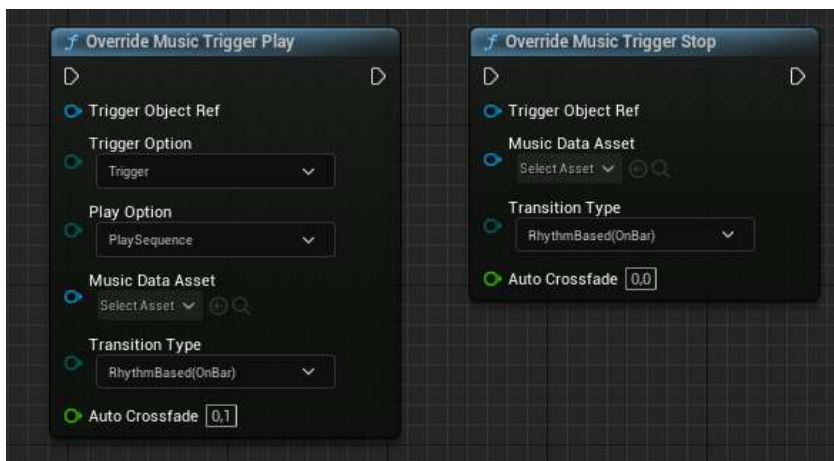 f Override Music Trigger Play
Trigger Object Ref
Trigger Option
Trigger
Play Option
PlaySequence
Music Data Asset
Select Asset
Transition Type
RhythmBased(OnBar)
Auto Crossfade 0,1
f Override Music Trigger Stop
Trigger Object Ref
Music Data Asset
Select Asset
Transition Type
RhythmBased(OnBar)
Auto Crossfade 0,0